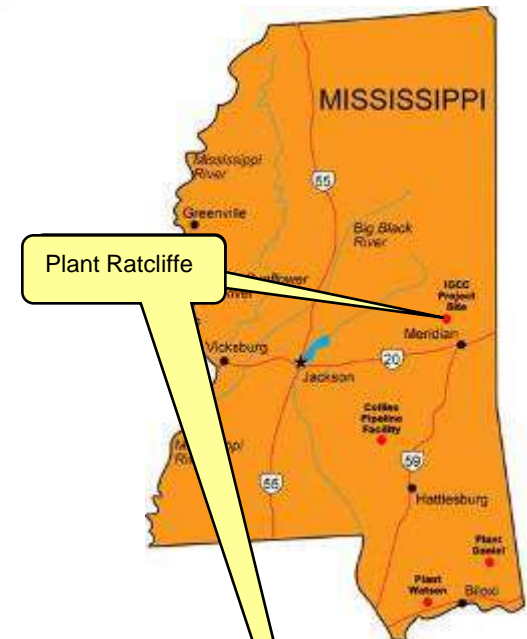 MISSISSIPPI
Mississippi
River
55
Greenville
Big Black
River
Plant Ratcliffe
IGCC
Project
Site
Meridian
Vicksburg
20
Jackson
Collins
Pipeline
Facility
59
55
Hattiesburg
Plant
Daniel
Plant
Watson
Biloxi